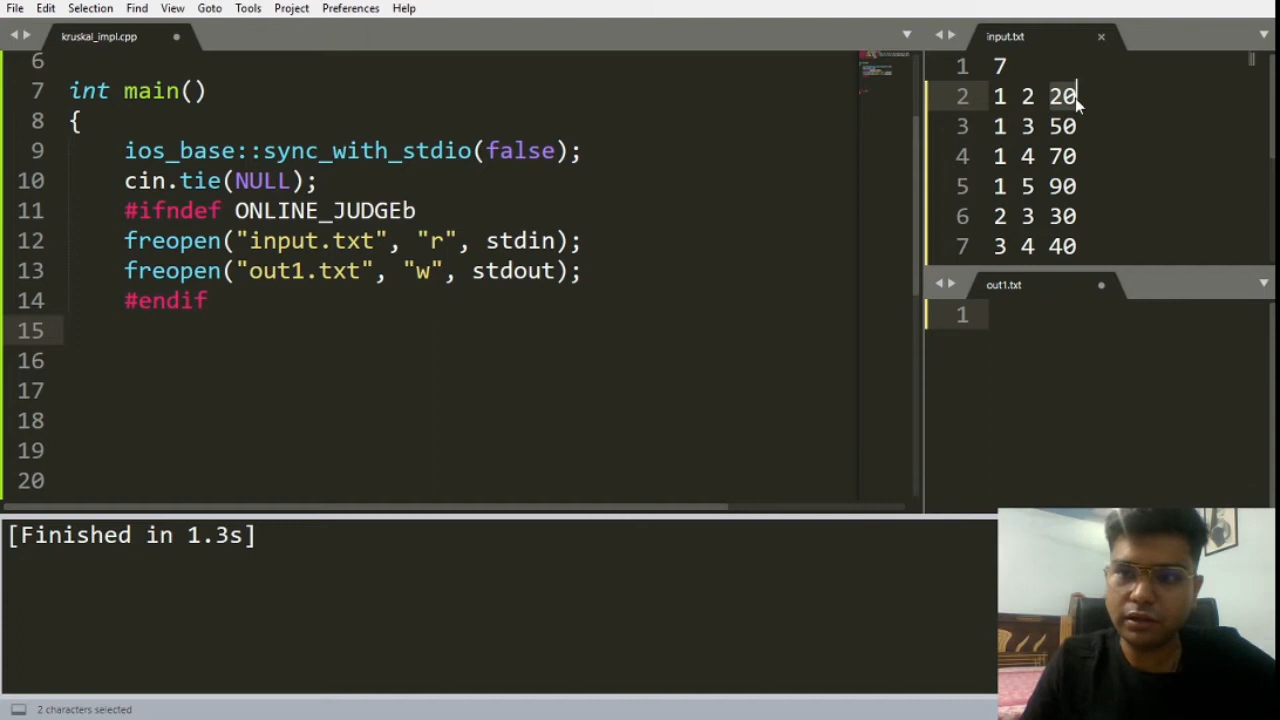 File Edit Selection View Goto Tools Project Preferences Help
kruskai_impl.cpp
6
7 int main()
8 {
9 ios_base::sync_with_stdio(false);
10 cin.tie(NULL);
11 #ifndef ONLINE_JUDGEb
12 freopen("input.txt", "r", stdin);
13 freopen("out1.txt", "w", stdout);
14 #endif
15
16
17
18
19
20
input.txt
1 7
2 1 2 20
3 1 3 50
4 1 4 70
5 1 5 90
6 2 3 30
7 3 4 40
out1.txt
1
[Finished in 1.3s]
2 characters selected